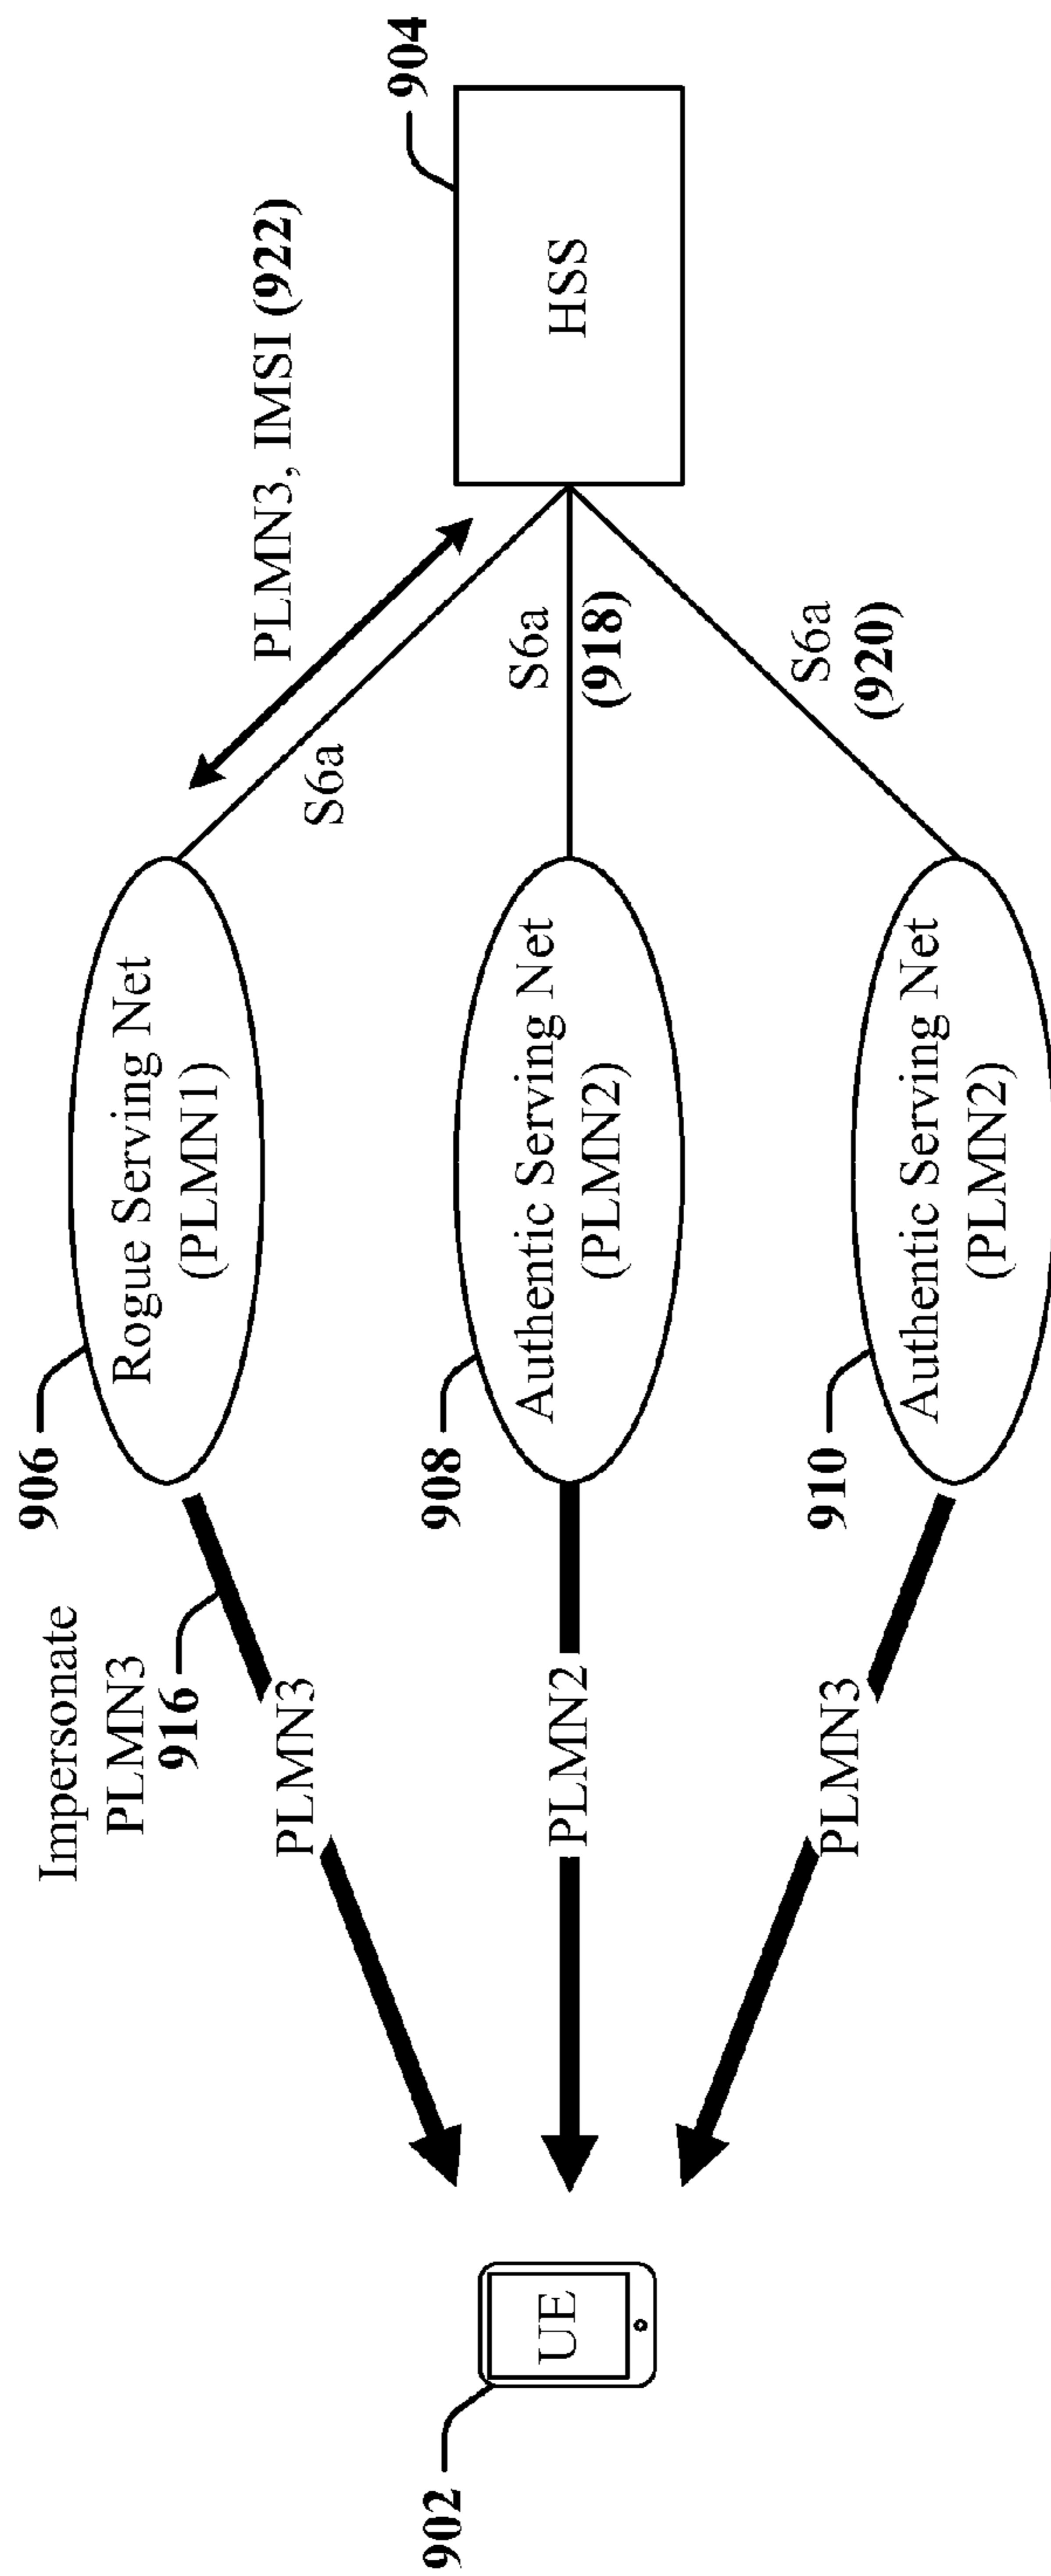 906
Impersonate
PLMN3
916
Rogue Serving Net
(PLMN1)
PLMN3, IMSI (922)
S6a
PLMN3
904
902
UE
PLMN2
908
Authentic Serving Net
(PLMN2)
S6a
(918)
HSS
PLMN3
910
Authentic Serving Net
(PLMN2)
S6a
(920)